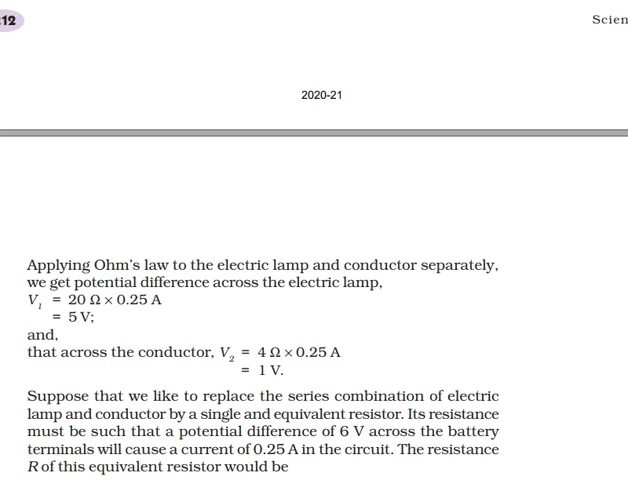 12
Scien
2020-21
Applying Ohm's law to the electric lamp and conductor separately,
we get potential difference across the electric lamp,
V₁ = 20 Ω × 0.25 A
= 5 V;
and,
that across the conductor, V₂ = 4 Ω × 0.25 A
= 1 V.
Suppose that we like to replace the series combination of electric
lamp and conductor by a single and equivalent resistor. Its resistance
must be such that a potential difference of 6 V across the battery
terminals will cause a current of 0.25 A in the circuit. The resistance
R of this equivalent resistor would be